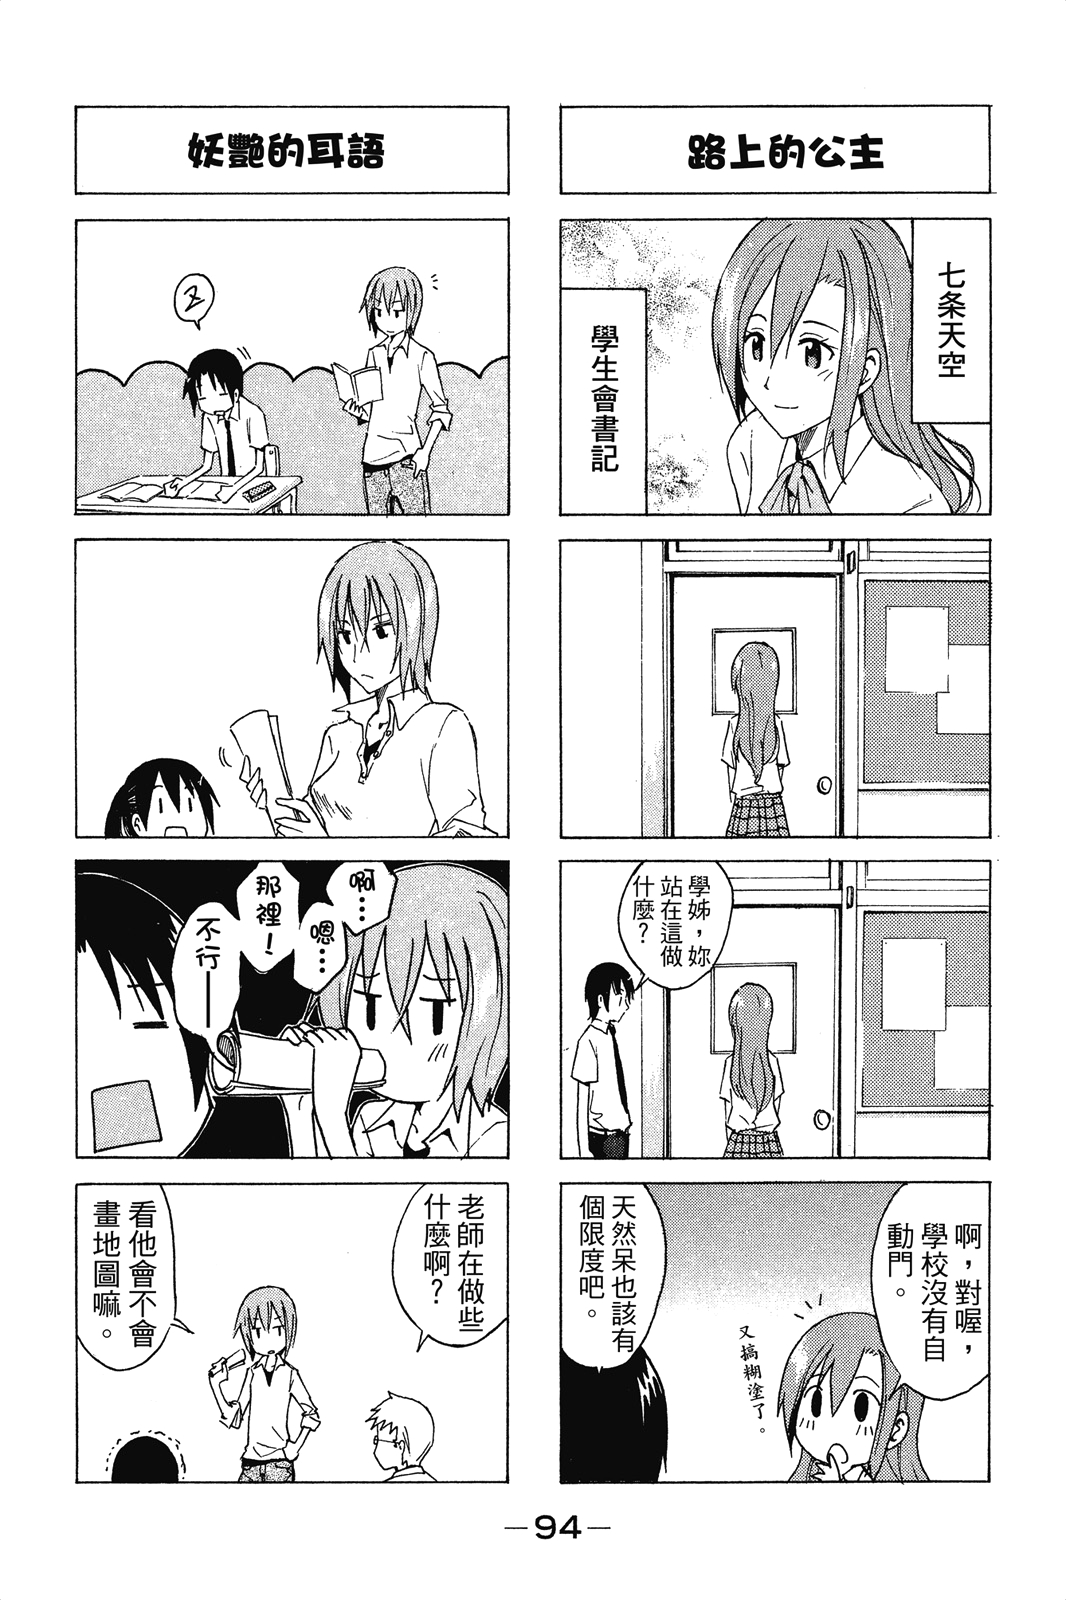 路上的公主
七条天空
學生會書記
學姊，妳
站在這做
什麼？
啊，對喔，
學校沒有自
動門。
又搞糊塗了。
天然呆也該有
個限度吧。
妖艷的耳語
Z
啊⋯
嗯⋯
那裡！
不行——
老師在做些
什麼啊？
看他會不會
畫地圖嘛。
—94—